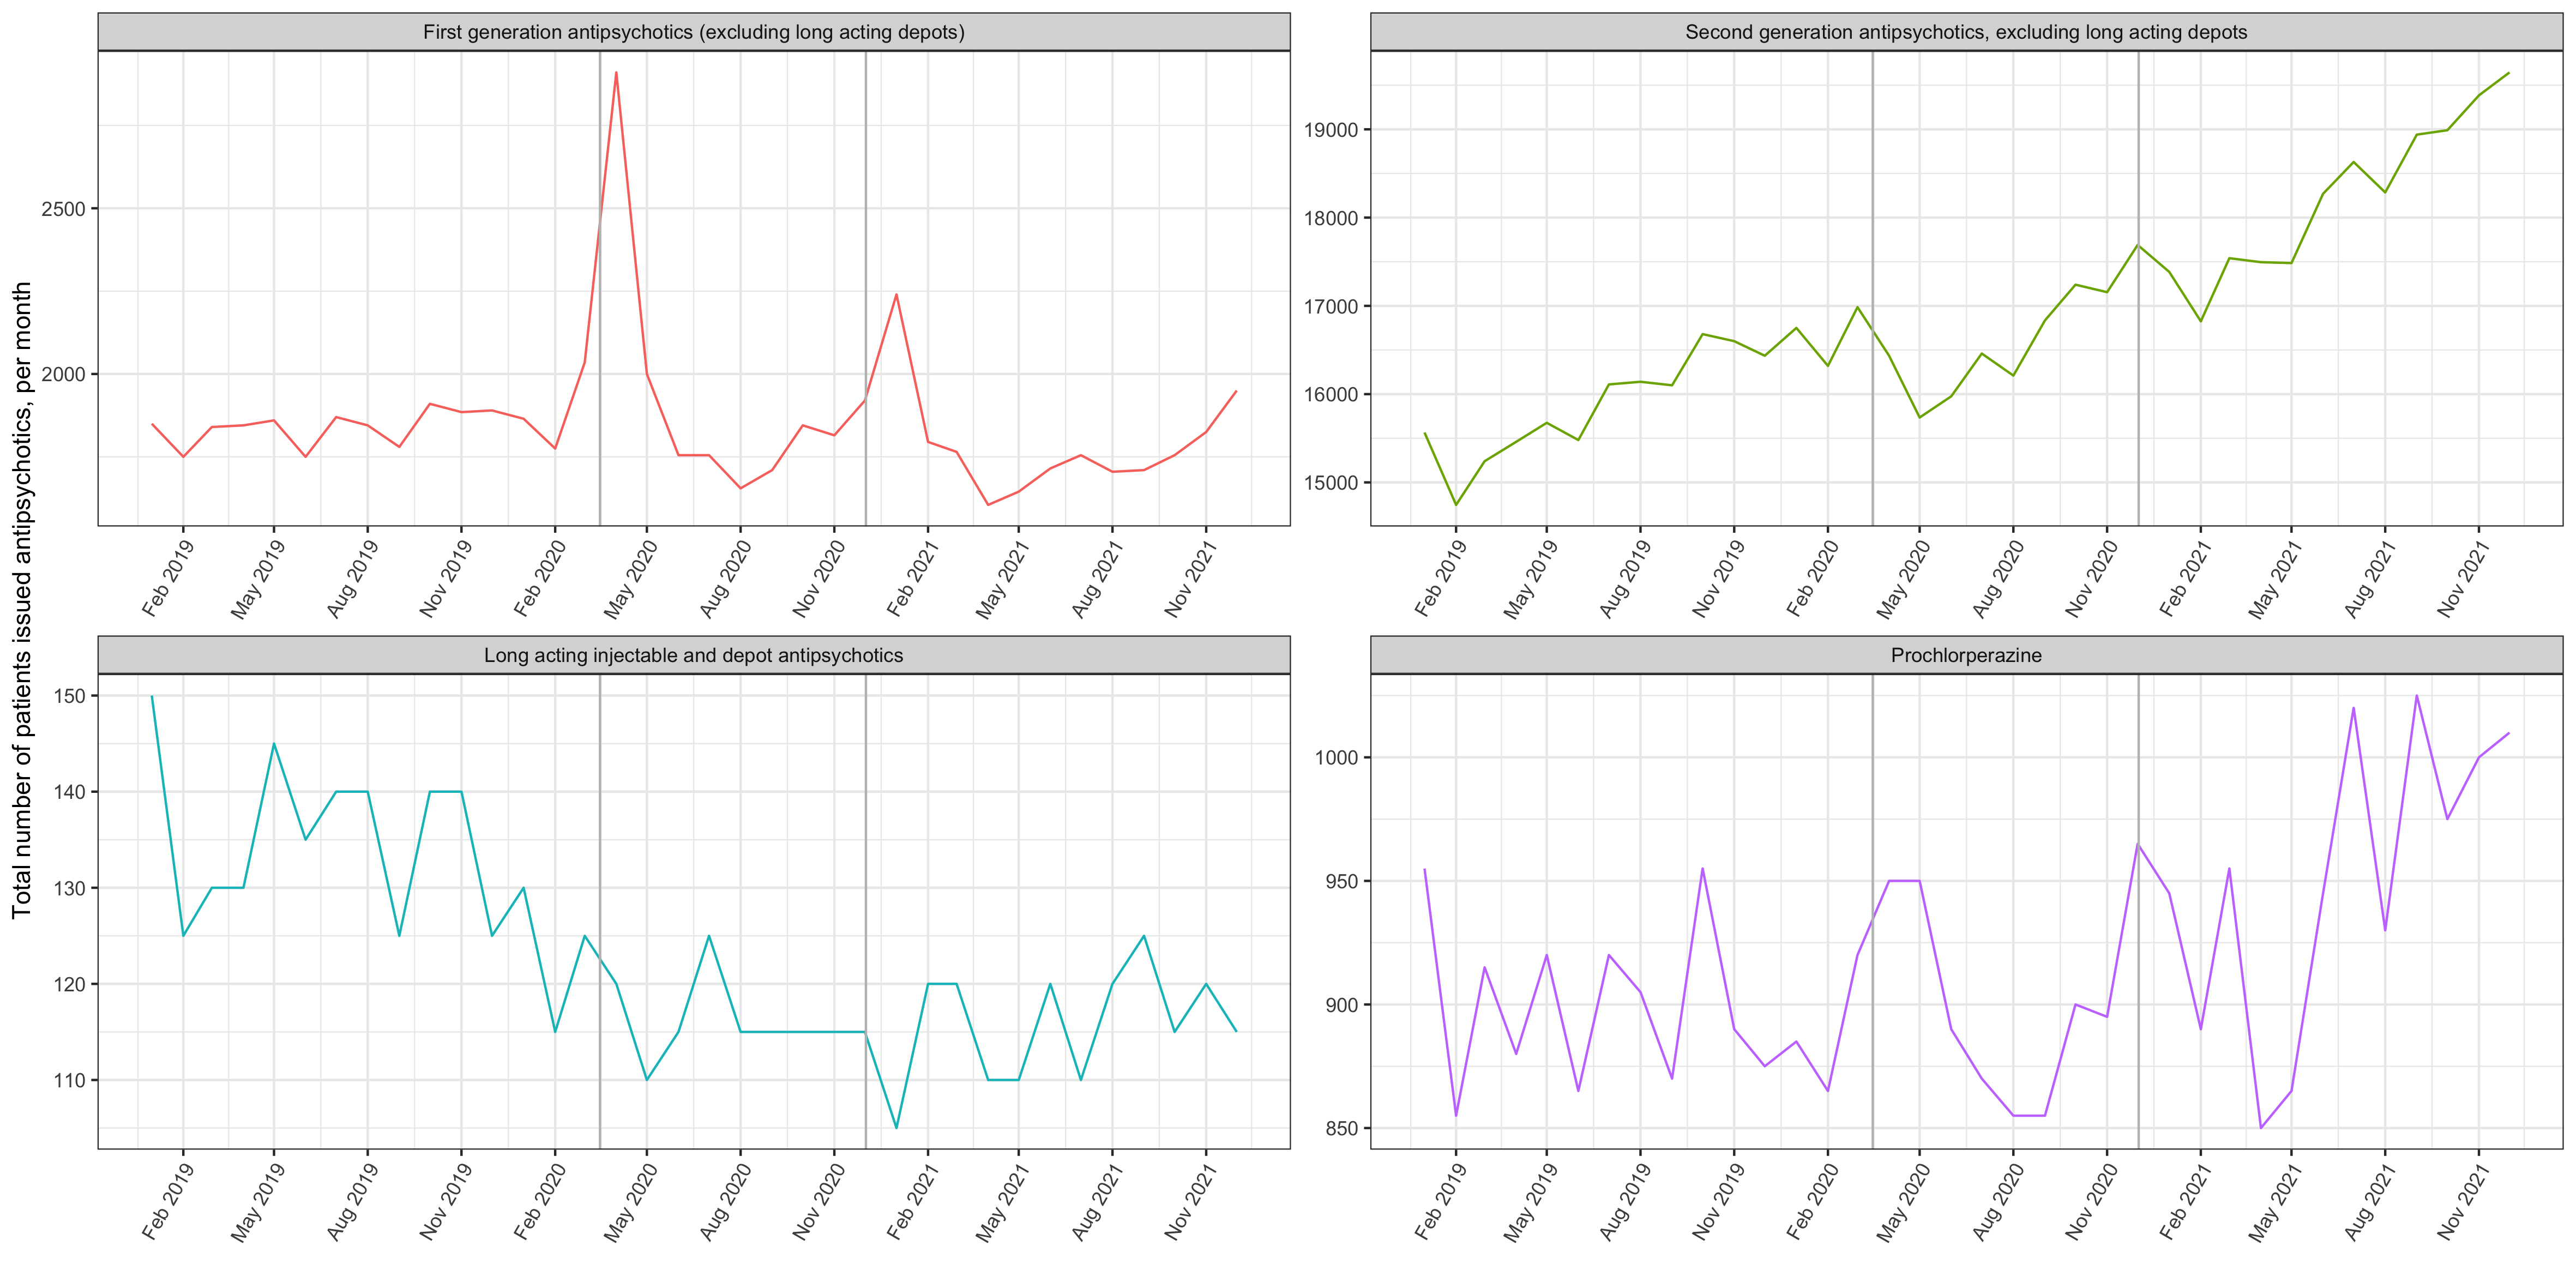 Total number of patients issued antipsychotics, per month
First generation antipsychotics (excluding long acting depots)
2500
2000
Feb 2019
May 2019
Aug 2019
Nov 2019
Feb 2020
May 2020
Aug 2020
Nov 2020
Feb 2021
May 2021
Aug 2021
Nov 2021
Second generation antipsychotics, excluding long acting depots
19000
18000
17000
16000
15000
Feb 2019
May 2019
Aug 2019
Nov 2019
Feb 2020
May 2020
Aug 2020
Nov 2020
Feb 2021
May 2021
Aug 2021
Nov 2021
Long acting injectable and depot antipsychotics
150
140
130
120
110
Feb 2019
May 2019
Aug 2019
Nov 2019
Feb 2020
May 2020
Aug 2020
Nov 2020
Feb 2021
May 2021
Aug 2021
Nov 2021
Prochlorperazine
1000
950
900
850
Feb 2019
May 2019
Aug 2019
Nov 2019
Feb 2020
May 2020
Aug 2020
Nov 2020
Feb 2021
May 2021
Aug 2021
Nov 2021